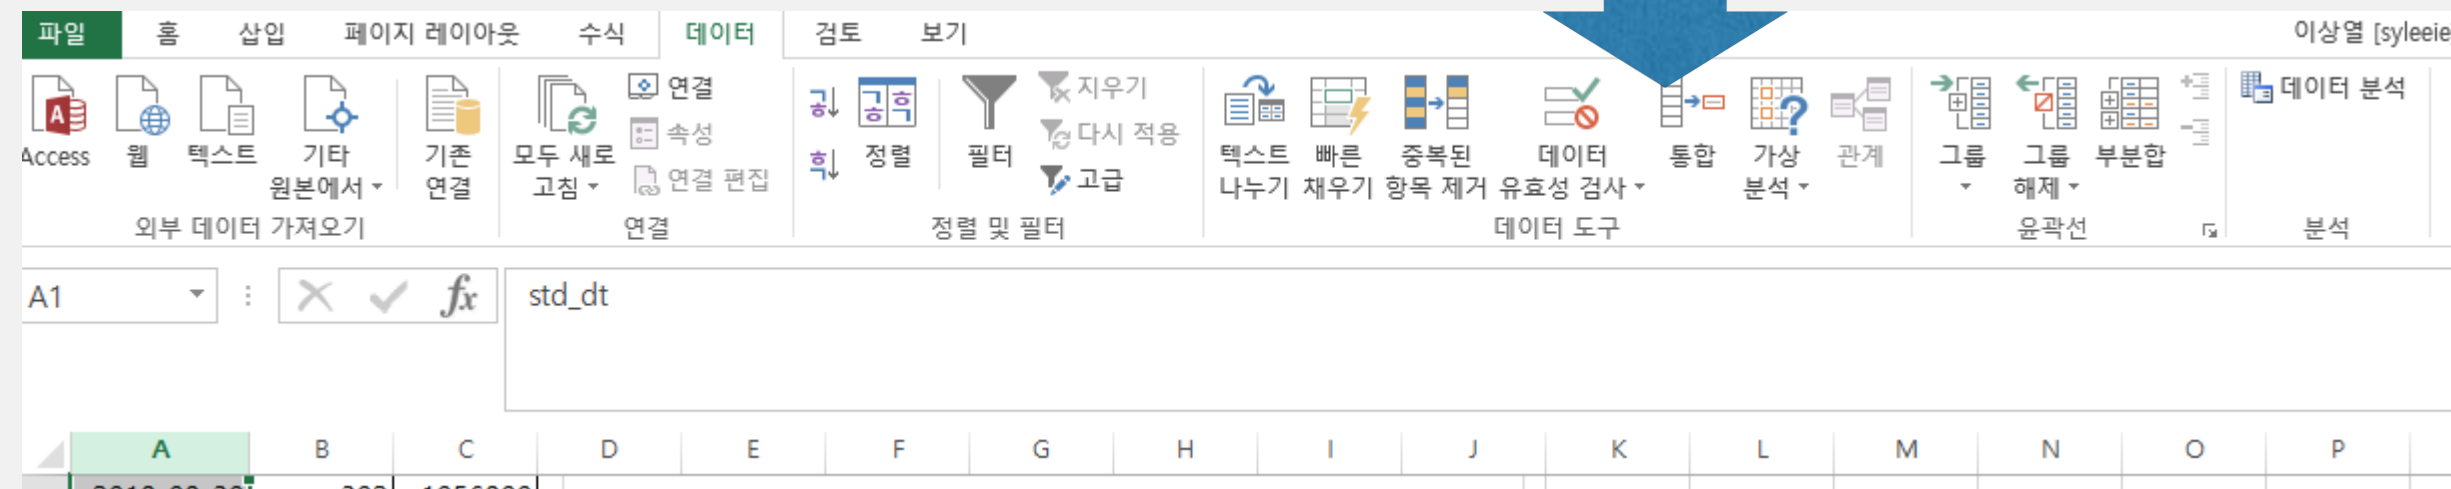 파일 홈 삽입 페이지 레이아웃 수식 데이터 검토 보기 이상열 [syleeie
Access 웹 텍스트 기타 원본에서 기존 연결
외부 데이터 가져오기
모두 새로 고침 연결 속성 연결 편집
연결
정렬 필터 지우기 다시 적용 고급
정렬 및 필터
텍스트 나누기 빠른 채우기 중복된 항목 제거 데이터 유효성 검사 통합 가상 분석 관계
데이터 도구
그룹 그룹 해제 부분합
윤곽선
데이터 분석
분석
A1 fx std_dt
A B C D E F G H I J K L M N O P